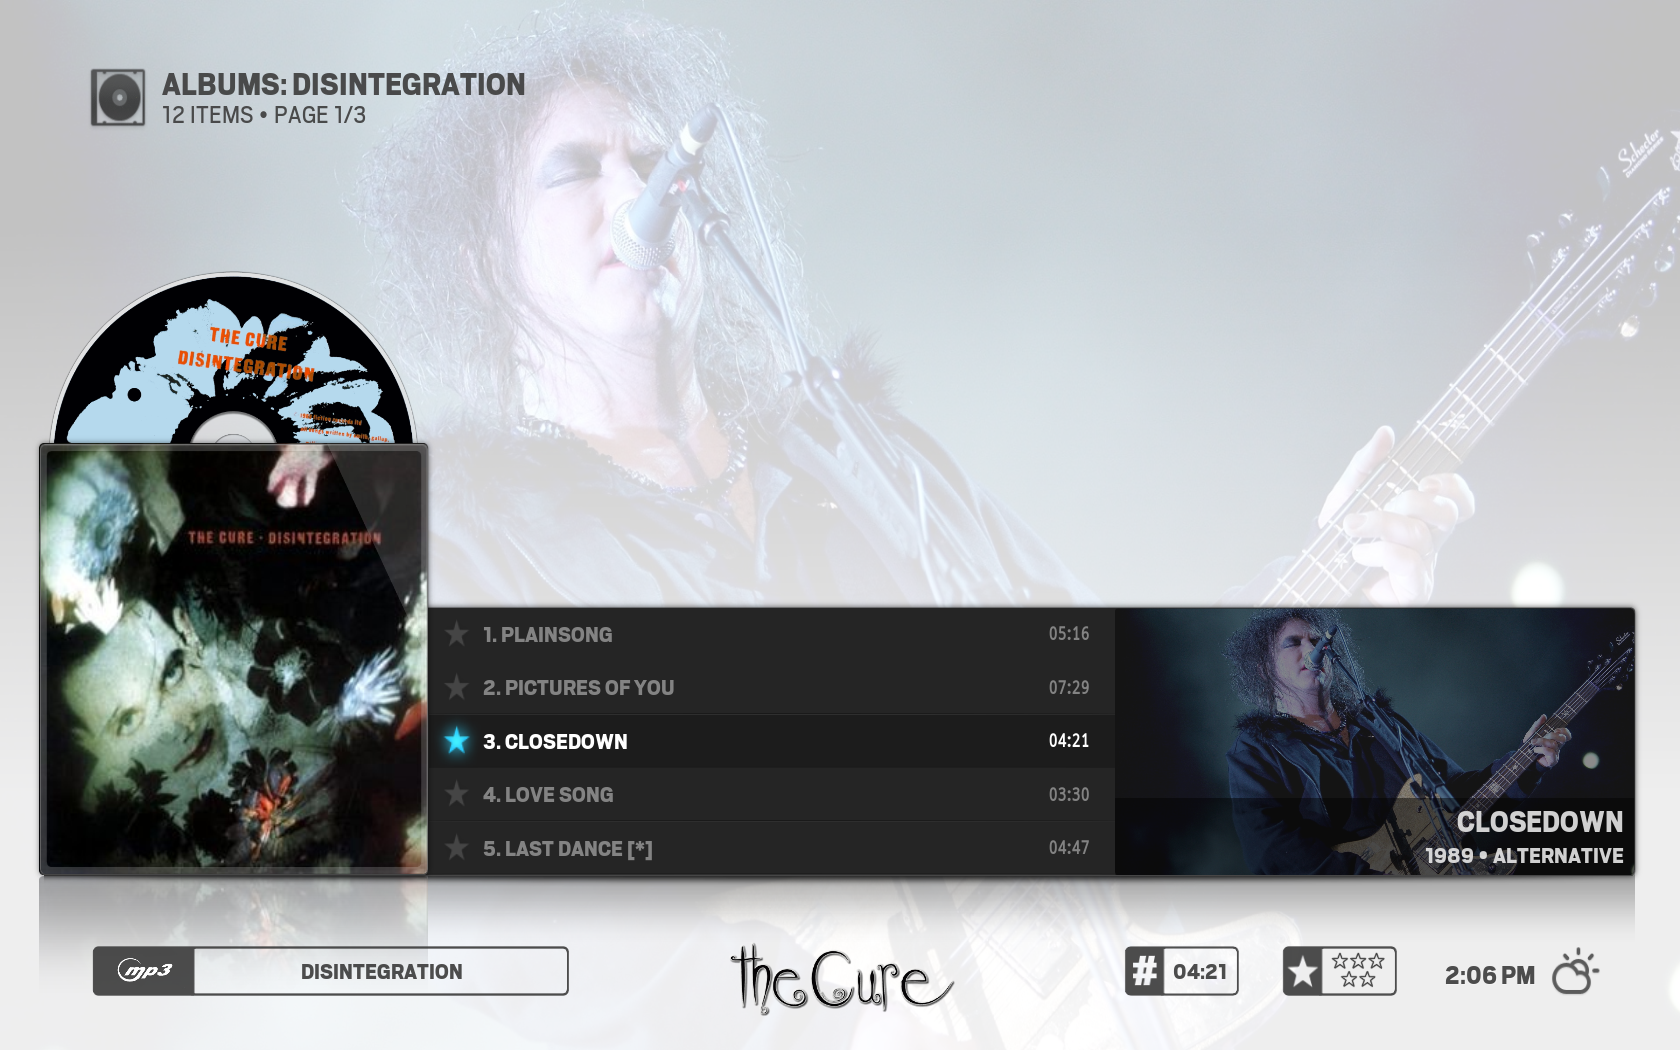 ALBUMS: DISINTEGRATION
12 ITEMS • PAGE 1/3
Schecter
THE CURE
DISINTEGRATION
THE CURE · DISINTEGRATION
1. PLAINSONG 05:16
2. PICTURES OF YOU 07:29
3. CLOSEDOWN 04:21
4. LOVE SONG 03:30
5. LAST DANCE [*] 04:47
CLOSEDOWN
1989 • ALTERNATIVE
mp3 DISINTEGRATION
the Cure
# 04:21
2:06 PM